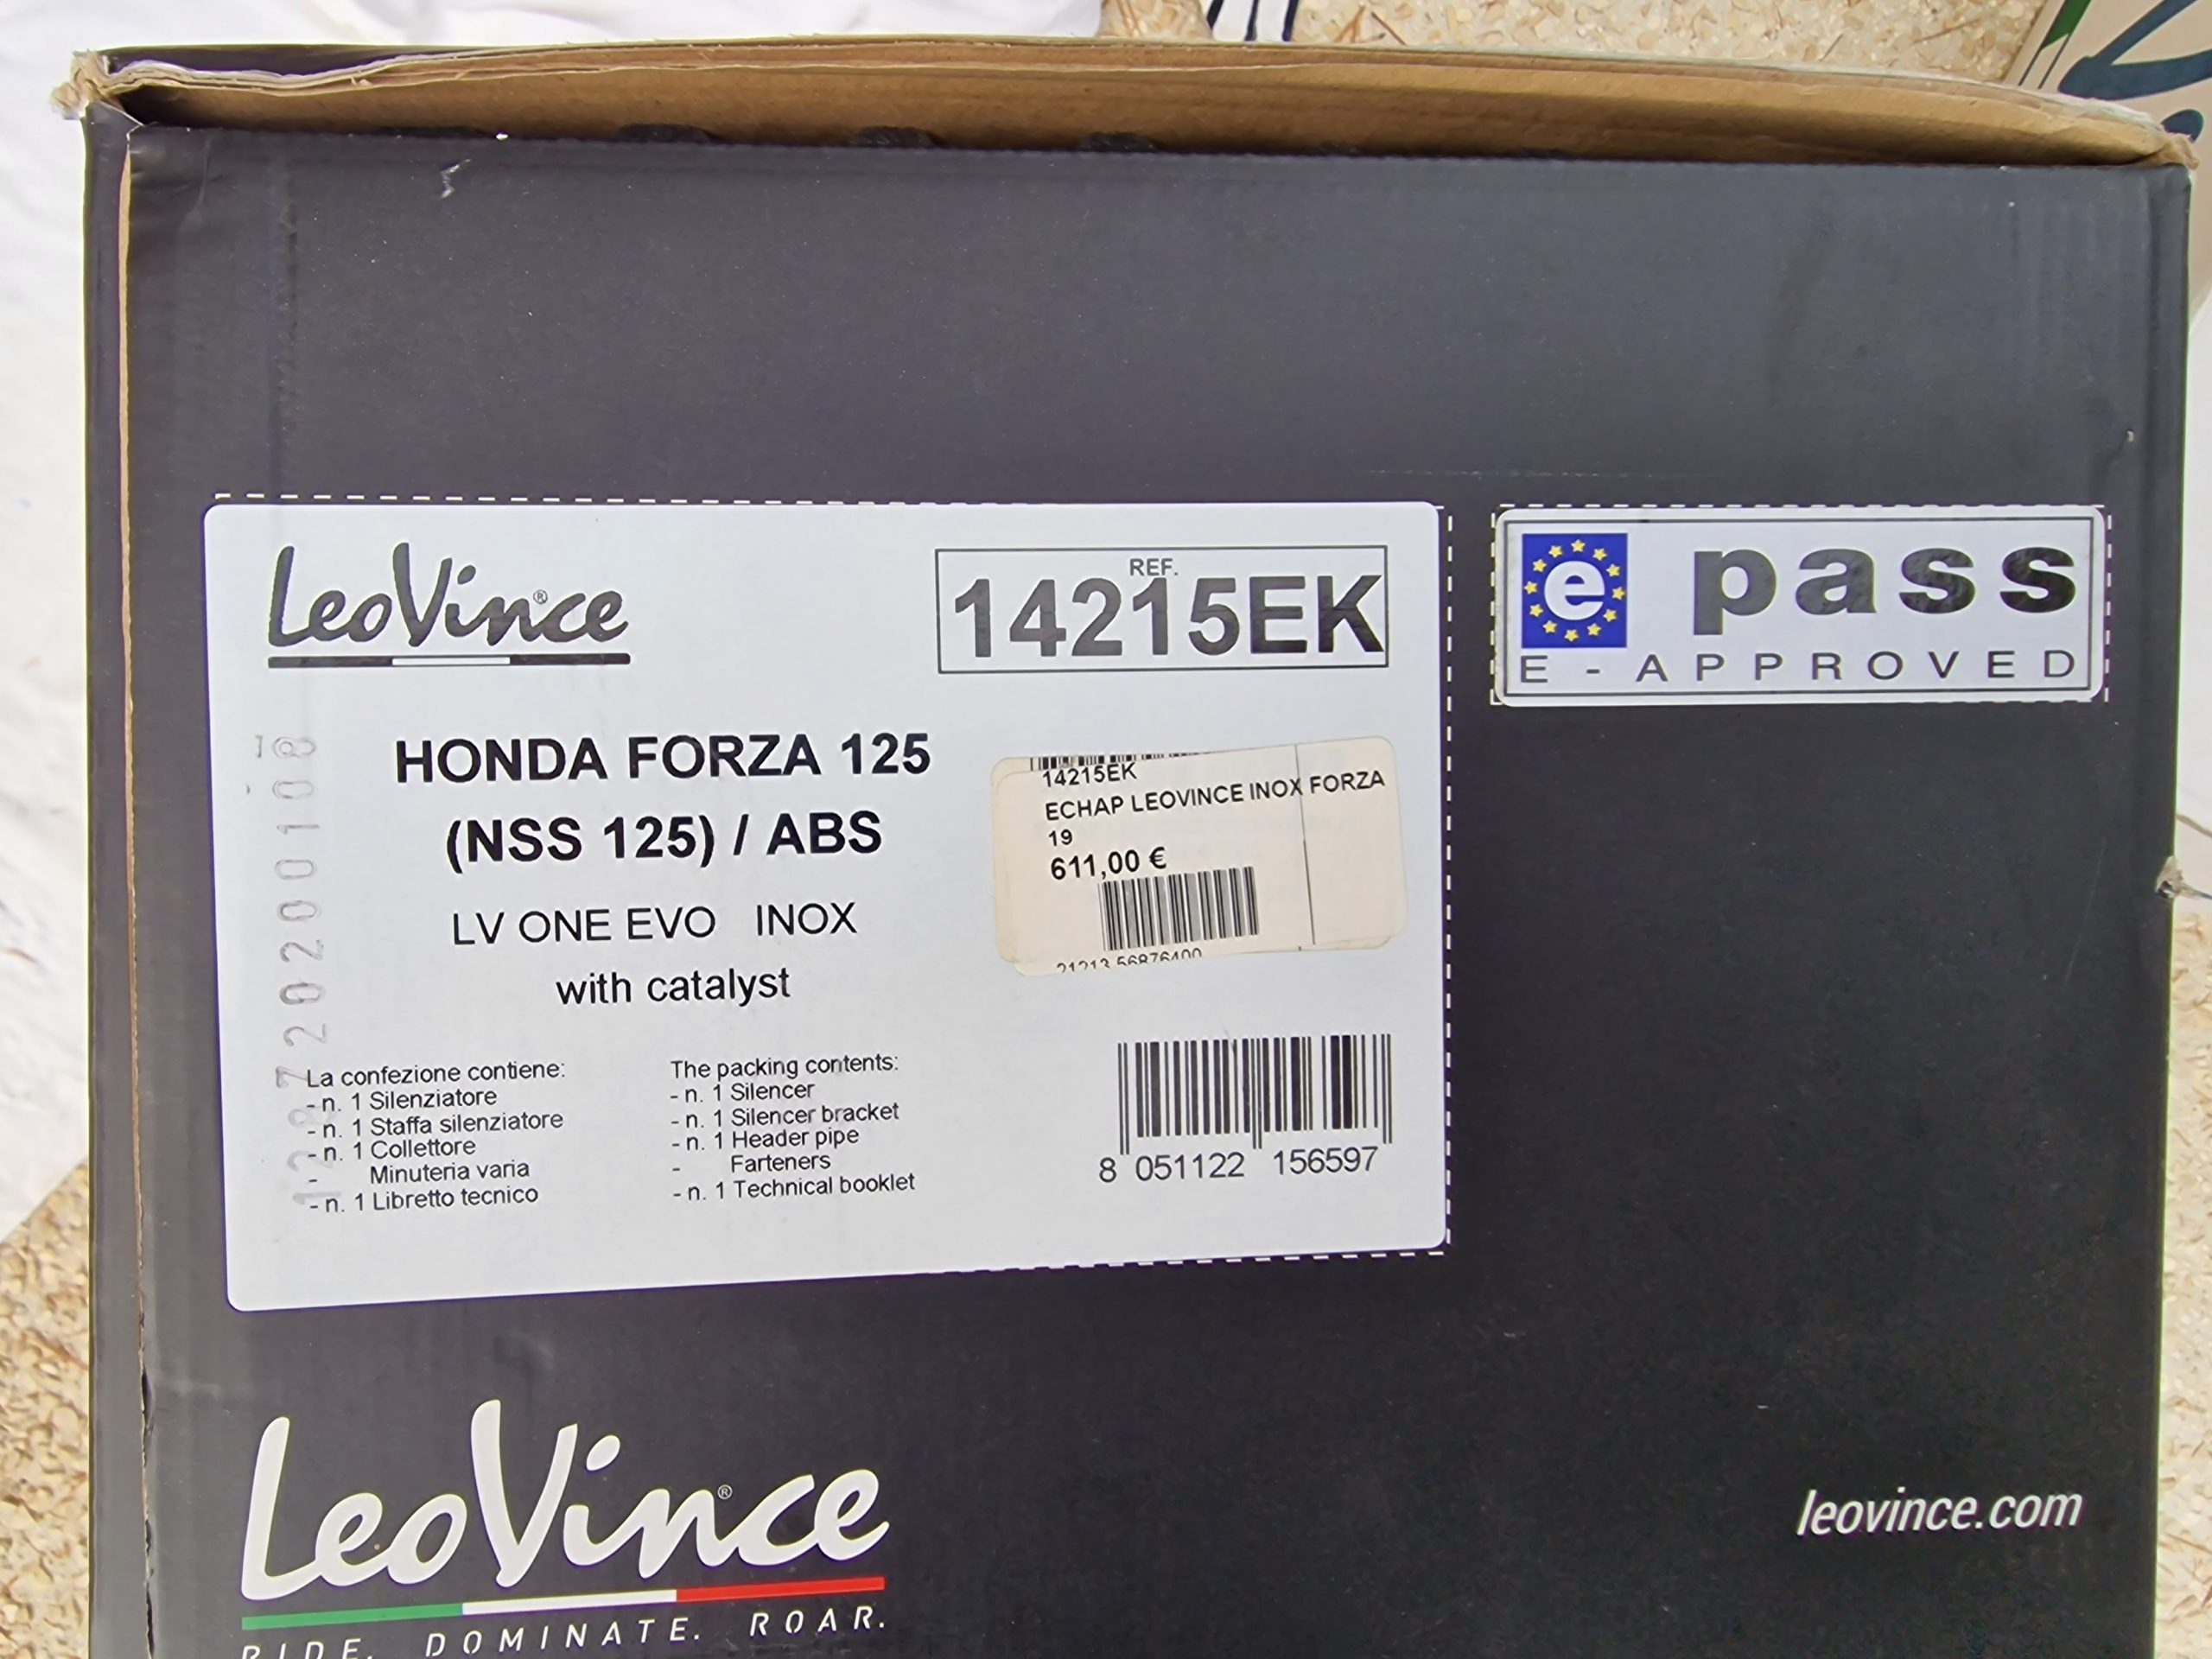 LeoVince®
REF.
14215EK
e pass
E - APPROVED
HONDA FORZA 125
(NSS 125) / ABS
LV ONE EVO INOX
with catalyst
14215EK
ECHAP LEOVINCE INOX FORZA
19
611,00 €
21213 56876400
La confezione contiene:
- n. 1 Silenziatore
- n. 1 Staffa silenziatore
- n. 1 Collettore
- Minuteria varia
- n. 1 Libretto tecnico
The packing contents:
- n. 1 Silencer
- n. 1 Silencer bracket
- n. 1 Header pipe
- Farteners
- n. 1 Technical booklet
8 051122 156597
LeoVince®
RIDE. DOMINATE. ROAR.
leovince.com